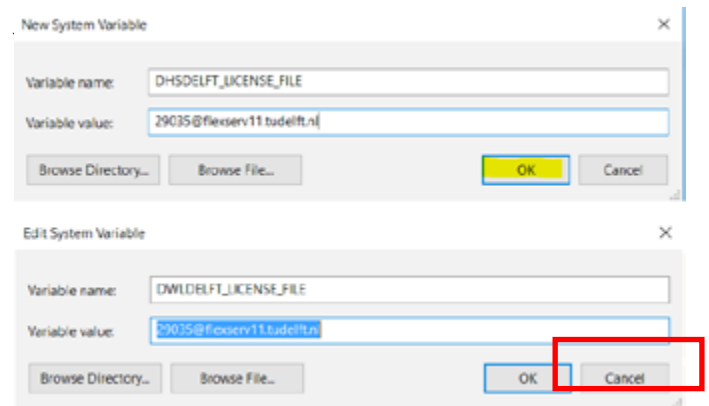 New System Variable
Variable name: DHSDELFT_LICENSE_FILE
Variable value: 29035@flexserv11.tudelft.nl
Browse Directory... Browse File... OK Cancel
Edit System Variable
Variable name: DWLDELFT_LICENSE_FILE
Variable value: 29035@flexserv11.tudelft.nl
Browse Directory... Browse File... OK Cancel